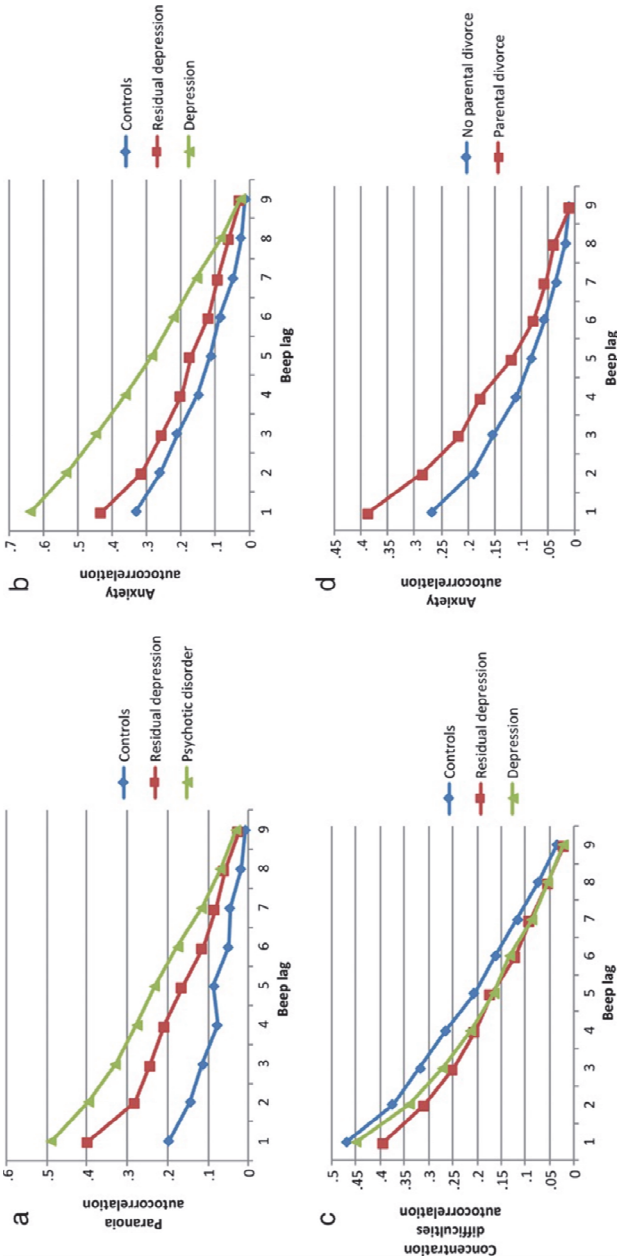 a
Paranoia
autocorrelation
.6
.5
.4
.3
.2
.1
0
1 2 3 4 5 6 7 8 9
Beep lag
Controls
Residual depression
Psychotic disorder
b
Anxiety
autocorrelation
.7
.6
.5
.4
.3
.2
.1
0
1 2 3 4 5 6 7 8 9
Beep lag
Controls
Residual depression
Depression
c
Concentration
difficulties
autocorrelation
.5
.45
.4
.35
.3
.25
.2
.15
.1
.05
0
1 2 3 4 5 6 7 8 9
Beep lag
Controls
Residual depression
Depression
d
Anxiety
autocorrelation
.45
.4
.35
.3
.25
.2
.15
.1
.05
0
1 2 3 4 5 6 7 8 9
Beep lag
No parental divorce
Parental divorce